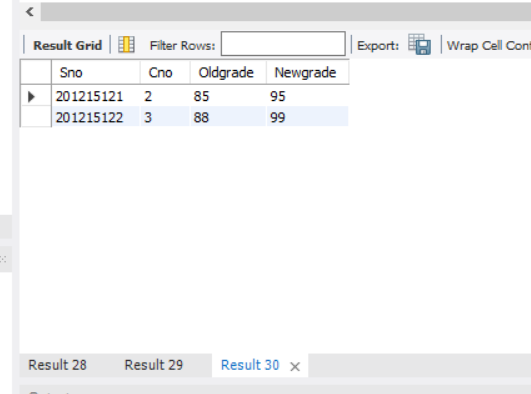 Result Grid Filter Rows: Export: Wrap Cell Cont
Sno Cno Oldgrade Newgrade
201215121 2 85 95
201215122 3 88 99
Result 28 Result 29 Result 30